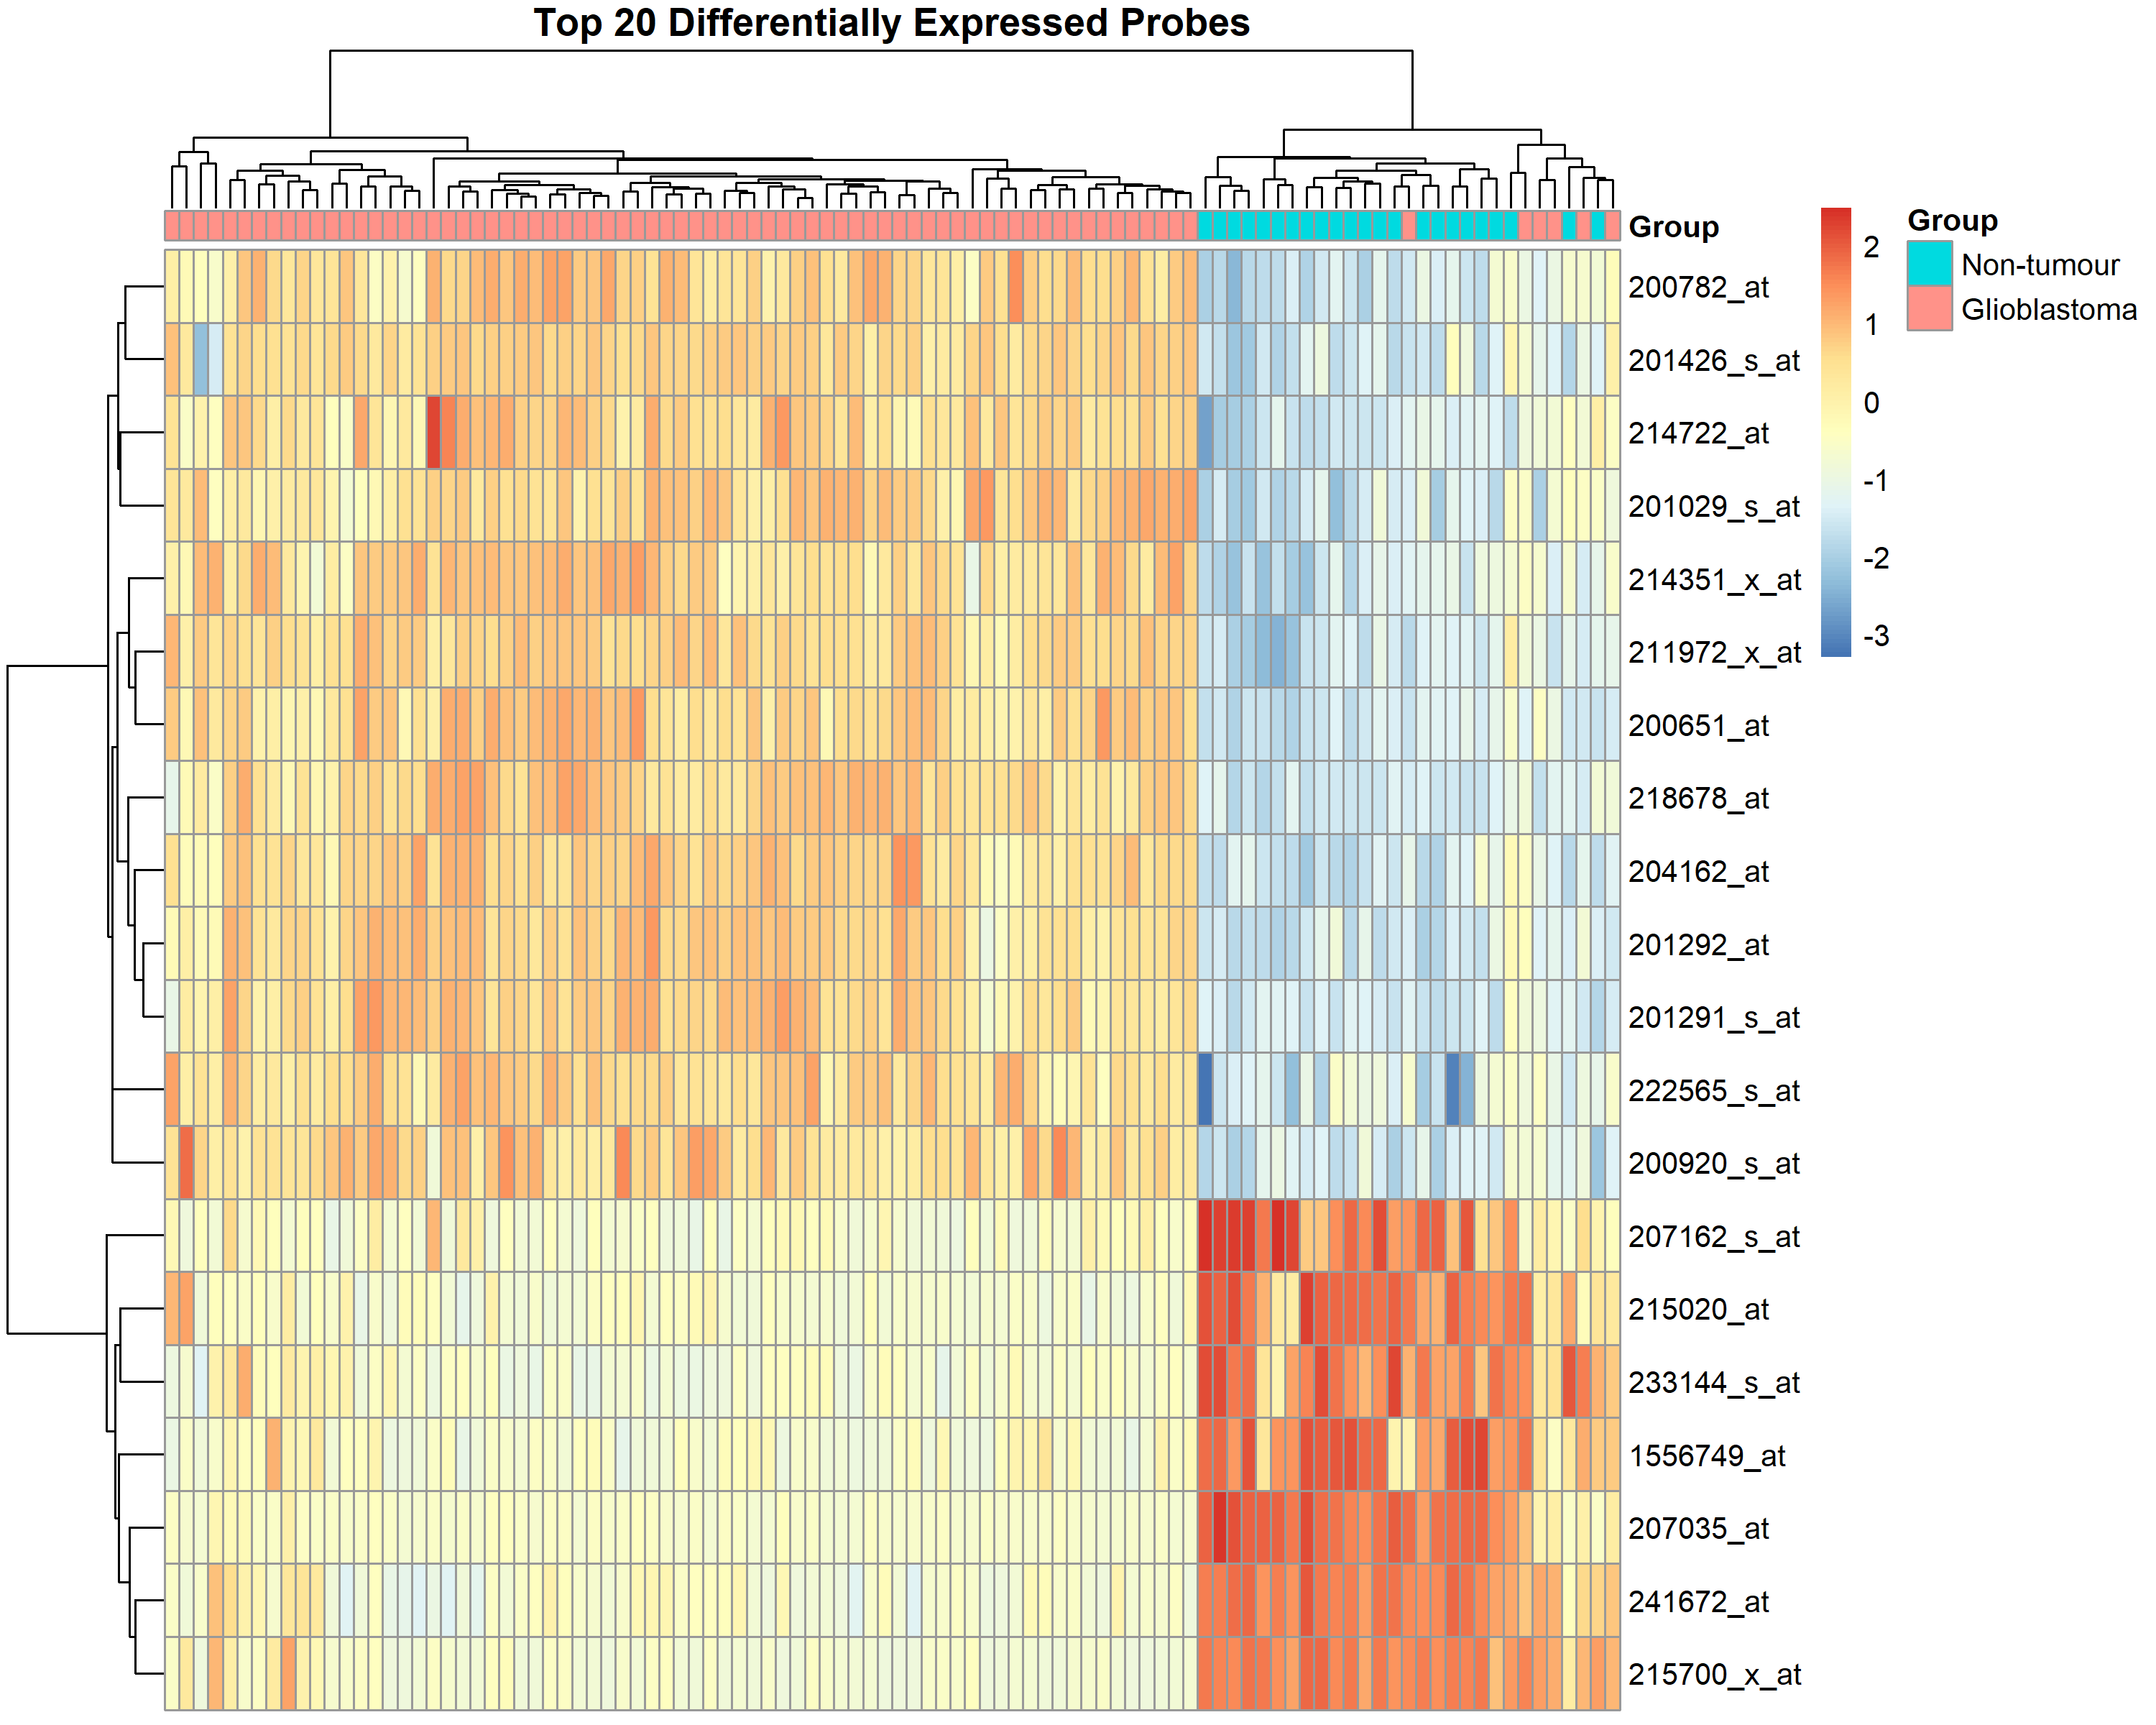 Top 20 Differentially Expressed Probes
Group
200782_at
201426_s_at
214722_at
201029_s_at
214351_x_at
211972_x_at
200651_at
218678_at
204162_at
201292_at
201291_s_at
222565_s_at
200920_s_at
207162_s_at
215020_at
233144_s_at
1556749_at
207035_at
241672_at
215700_x_at
2
1
0
-1
-2
-3
Group
Non-tumour
Glioblastoma